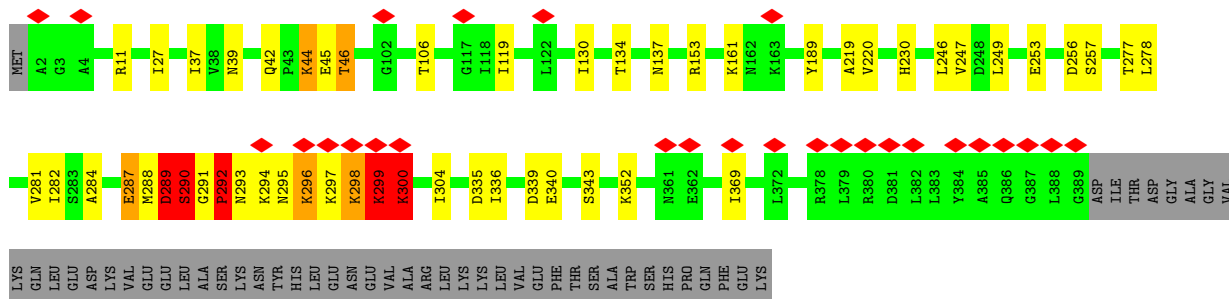 MET A2 G3 A4 R11 I27 I37 V38 N39 Q42 P43 K44 E45 T46 G102 T106 G117 I118 I119 L122 I130 T134 N137 R153 K161 N162 K163 Y189 A219 V220 H230 L246 V247 D248 L249 E253 D256 S257 T277 L278
V281 I282 S283 A284 E287 M288 D289 S290 G291 P292 N293 K294 N295 K296 K297 K298 K299 K300 I304 D335 I336 D339 E340 S343 K352 N361 E362 I369 L372 R378 L379 R380 D381 L382 L383 Y384 A385 Q386 G387 L388 G389 ASP ILE THR ASP GLY ALA GLY VAL
LYS GLN LEU GLU ASP LYS VAL GLU GLU LEU ALA SER LYS ASN TYR HIS LEU GLU ASN GLU VAL ALA ARG LEU LYS LYS LEU VAL GLU PHE THR SER ALA TRP SER HIS PRO GLN PHE GLU LYS